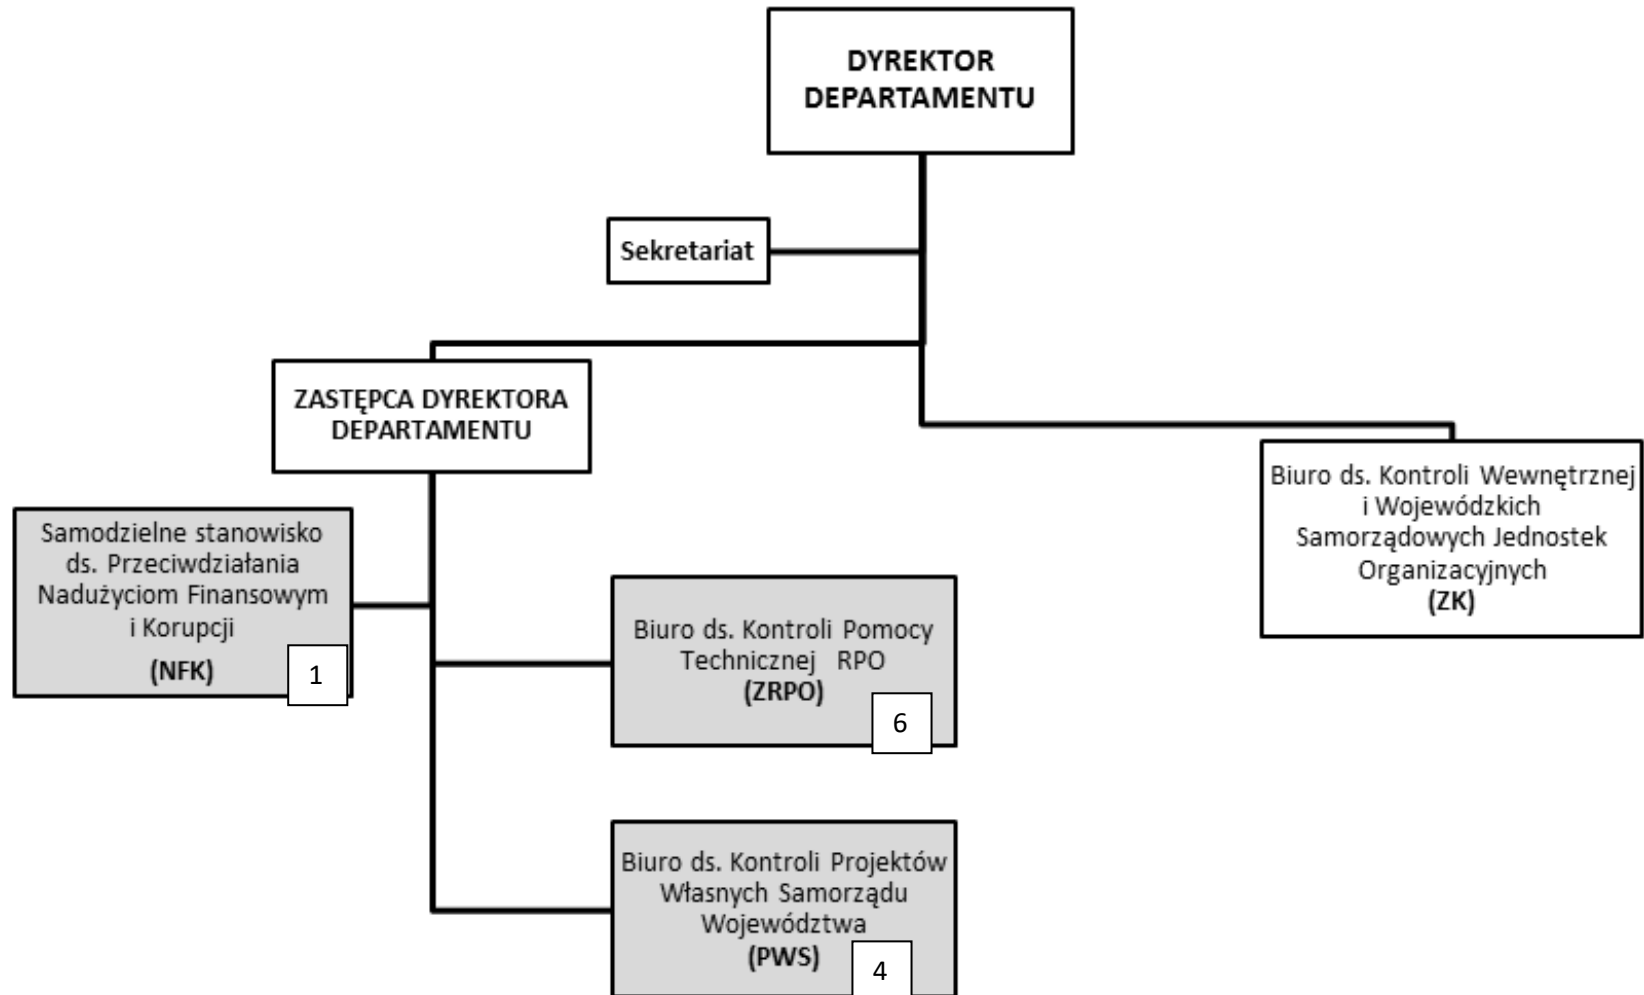 DYREKTOR
DEPARTAMENTU
Sekretariat
ZASTĘPCA DYREKTORA
DEPARTAMENTU
Biuro ds. Kontroli Wewnętrznej
i Wojewódzkich
Samorządowych Jednostek
Organizacyjnych
(ZK)
Samodzielne stanowisko
ds. Przeciwdziałania
Nadużyciom Finansowym
i Korupcji
(NFK)
1
Biuro ds. Kontroli Pomocy
Technicznej RPO
(ZRPO)
6
Biuro ds. Kontroli Projektów
Własnych Samorządu
Województwa
(PWS)
4